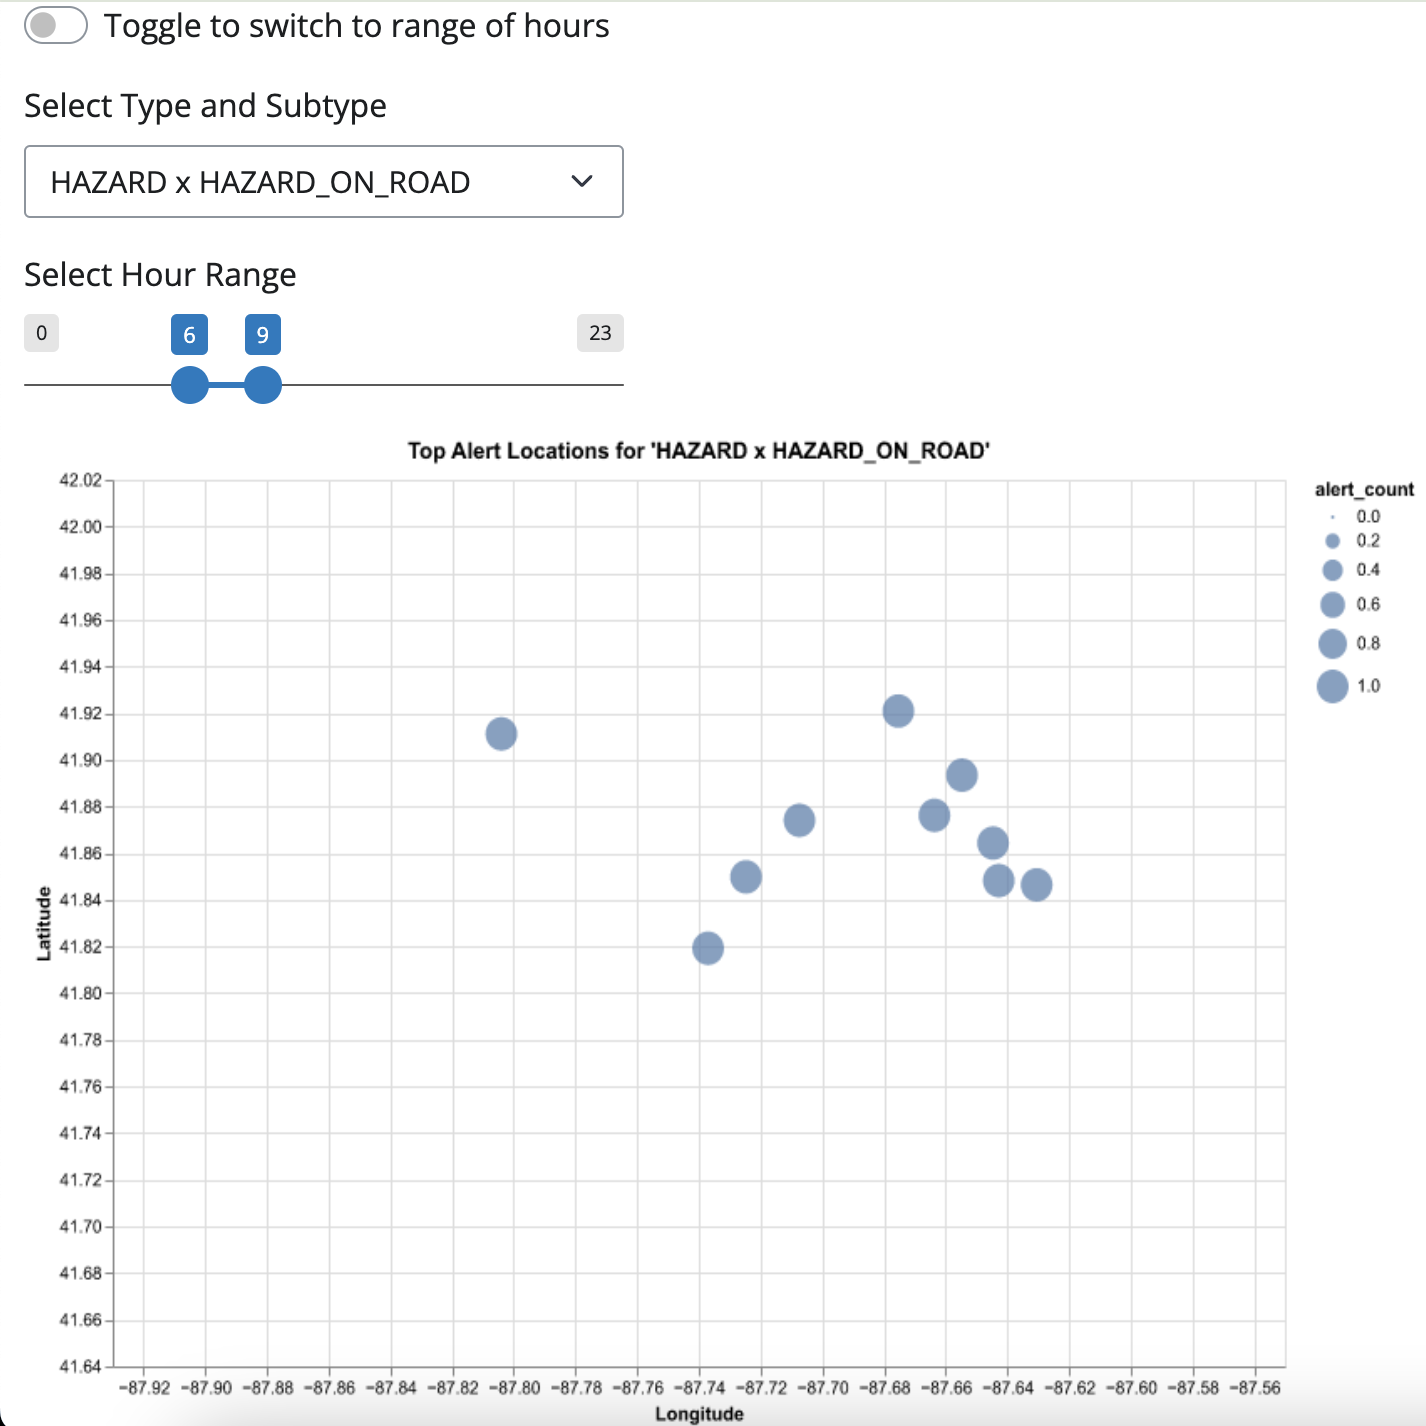 Toggle to switch to range of hours
Select Type and Subtype
HAZARD x HAZARD_ON_ROAD
Select Hour Range
0 6 9 23
Top Alert Locations for 'HAZARD x HAZARD_ON_ROAD'
alert_count
0.0
0.2
0.4
0.6
0.8
1.0
Latitude
42.02
42.00
41.98
41.96
41.94
41.92
41.90
41.88
41.86
41.84
41.82
41.80
41.78
41.76
41.74
41.72
41.70
41.68
41.66
41.64
−87.92 −87.90 −87.88 −87.86 −87.84 −87.82 −87.80 −87.78 −87.76 −87.74 −87.72 −87.70 −87.68 −87.66 −87.64 −87.62 −87.60 −87.58 −87.56
Longitude